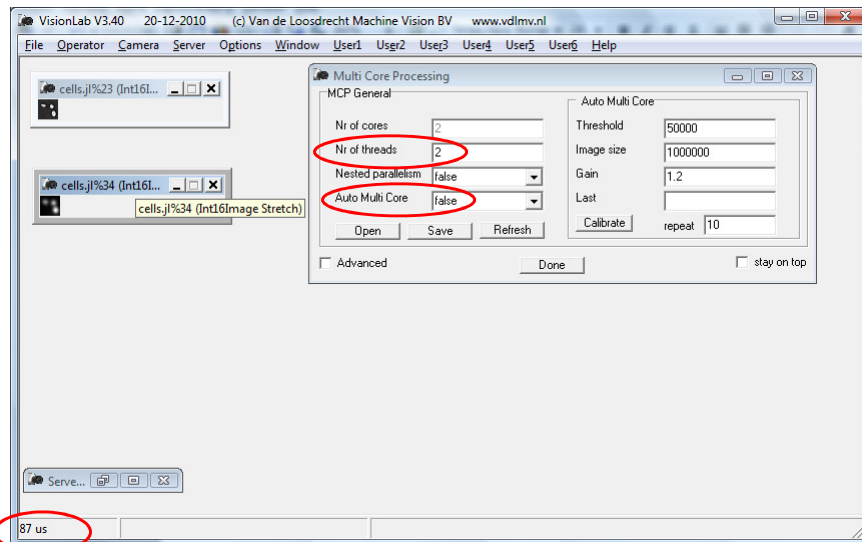 VisionLab V3.40 20-12-2010 (c) Van de Loosdrecht Machine Vision BV www.vdlmv.nl
File Operator Camera Server Options Window User1 User2 User3 User4 User5 User6 Help
cells.jl%23 (Int16I...
cells.jl%34 (Int16I...
cells.jl%34 (Int16Image Stretch)
Multi Core Processing
MCP General
Nr of cores 2
Nr of threads 2
Nested parallelism false
Auto Multi Core false
Open Save Refresh
Auto Multi Core
Threshold 50000
Image size 1000000
Gain 1.2
Last
Calibrate repeat 10
Advanced Done stay on top
Serve...
87 us